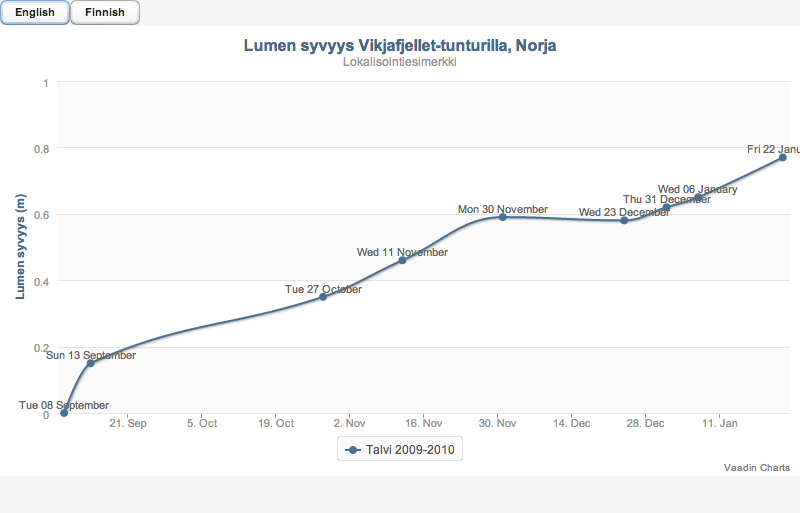 English Finnish
Lumen syvyys Vikjafjellet-tunturilla, Norja
Lokalisointiesimerkki
Lumen syvyys (m)
1
0.8
0.6
0.4
0.2
0
Tue 08 September
Sun 13 September
Tue 27 October
Wed 11 November
Mon 30 November
Wed 23 December
Thu 31 December
Wed 06 January
Fri 22 Janu
21. Sep 5. Oct 19. Oct 2. Nov 16. Nov 30. Nov 14. Dec 28. Dec 11. Jan
Talvi 2009-2010
Vaadin Charts